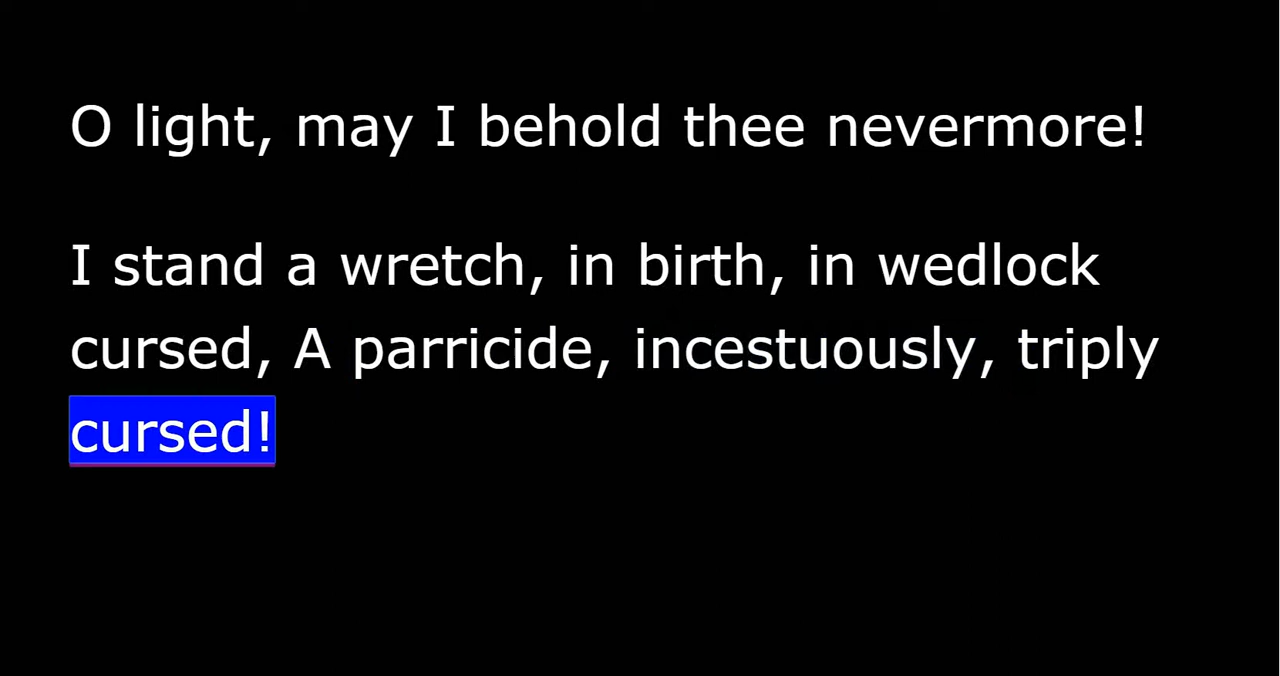 O light, may I behold thee nevermore!
I stand a wretch, in birth, in wedlock
cursed, A parricide, incestuously, triply
cursed!